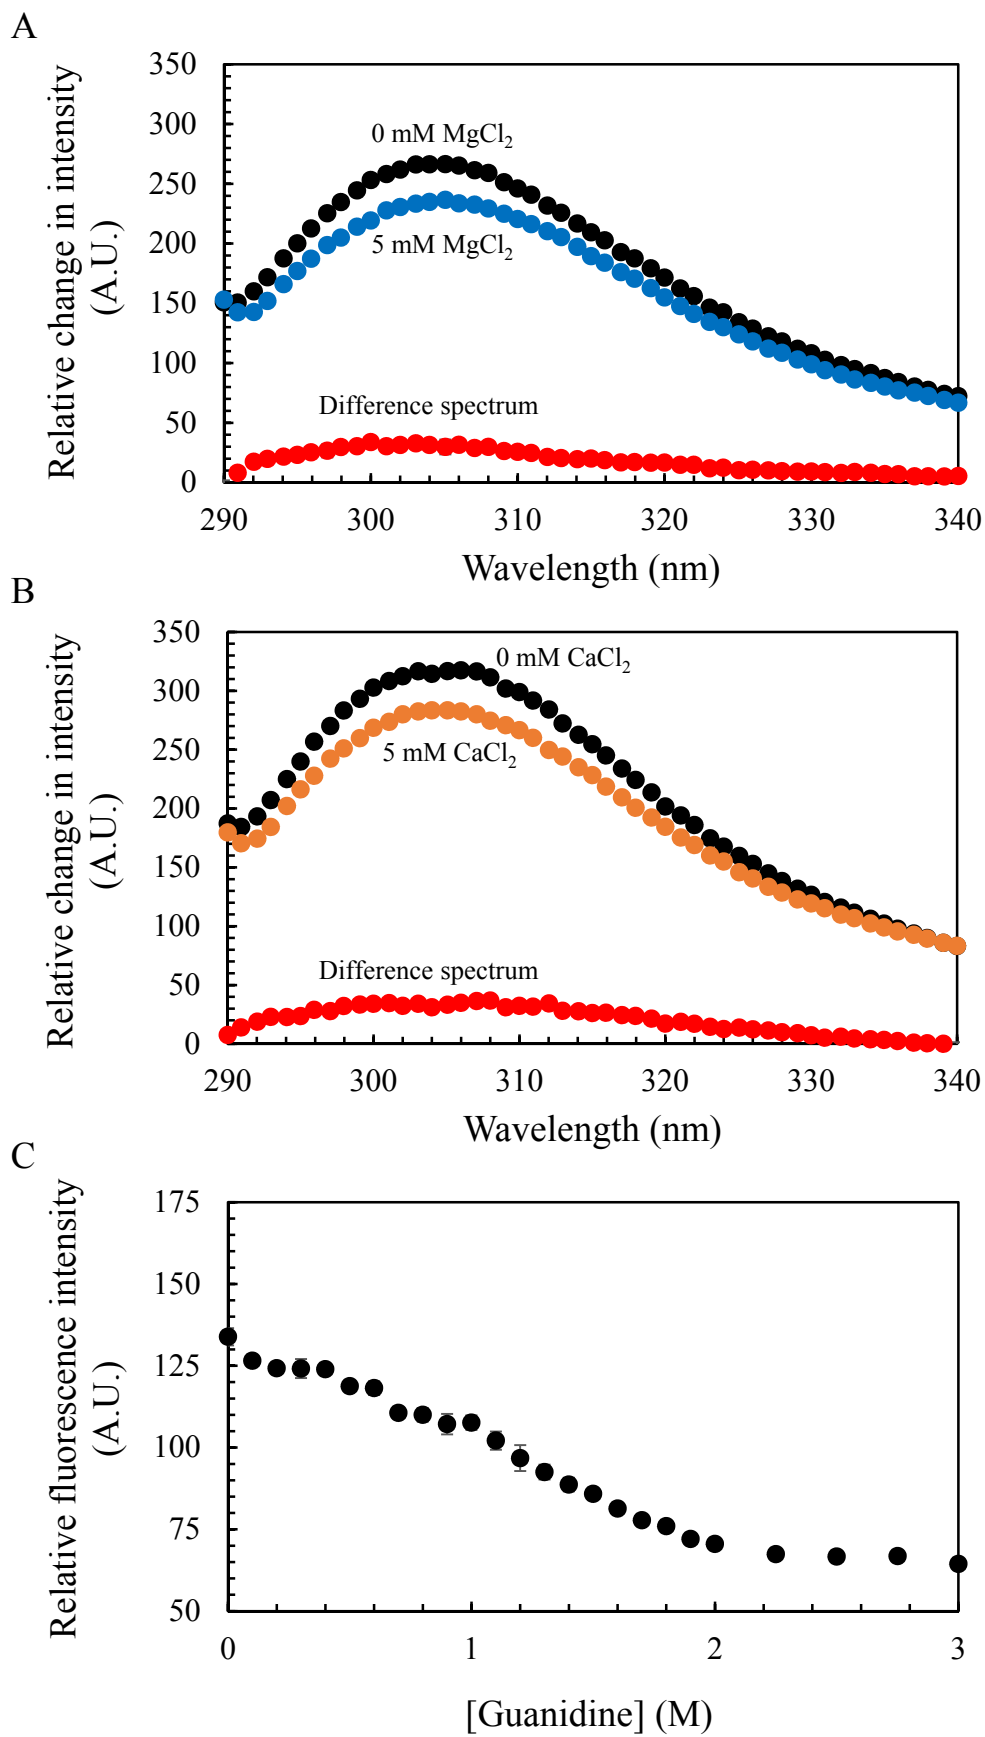 A
Relative change in intensity
(A.U.)
350
300
250
200
150
100
50
0
0 mM MgCl₂
5 mM MgCl₂
Difference spectrum
290
300
310
320
330
340
Wavelength (nm)
B
Relative change in intensity
(A.U.)
350
300
250
200
150
100
50
0
0 mM CaCl₂
5 mM CaCl₂
Difference spectrum
290
300
310
320
330
340
Wavelength (nm)
C
Relative fluorescence intensity
(A.U.)
175
150
125
100
75
50
0
1
2
3
[Guanidine] (M)